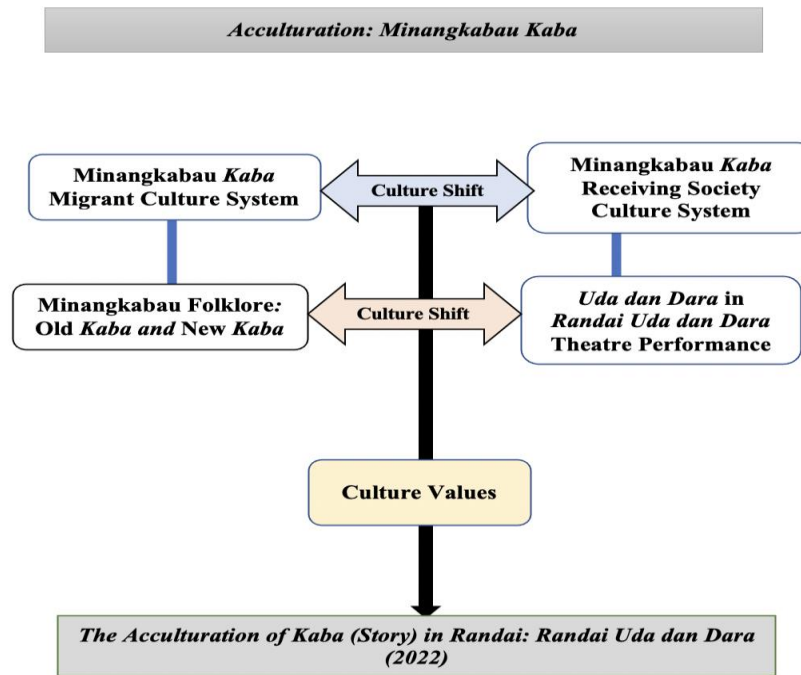 Acculturation: Minangkabau Kaba
Minangkabau Kaba
Migrant Culture System
Culture Shift
Minangkabau Kaba
Receiving Society
Culture System
Minangkabau Folklore:
Old Kaba and New Kaba
Culture Shift
Uda dan Dara in
Randai Uda dan Dara
Theatre Performance
Culture Values
The Acculturation of Kaba (Story) in Randai: Randai Uda dan Dara
(2022)